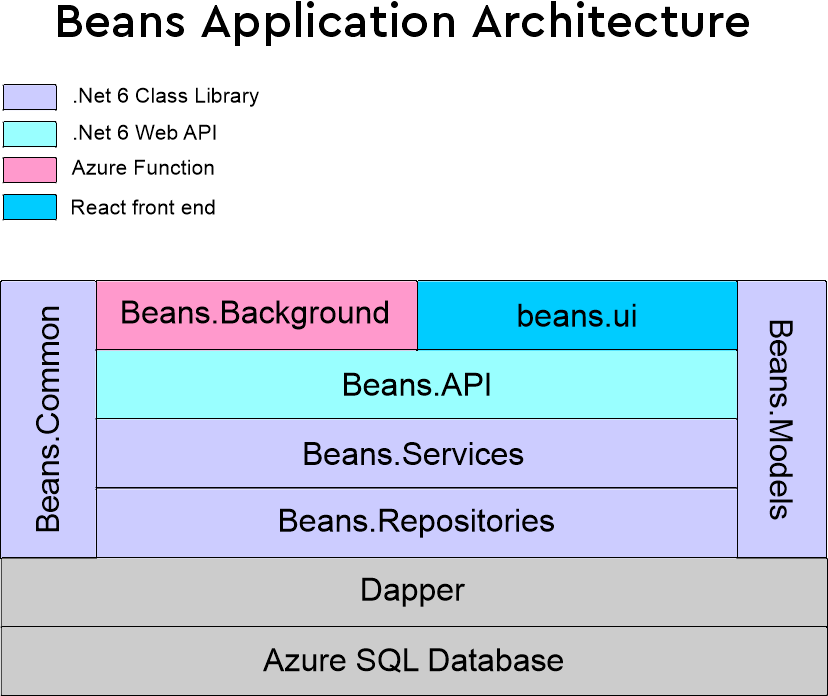 Beans Application Architecture
.Net 6 Class Library
.Net 6 Web API
Azure Function
React front end
Beans.Common
Beans.Background
beans.ui
Beans.Models
Beans.API
Beans.Services
Beans.Repositories
Dapper
Azure SQL Database